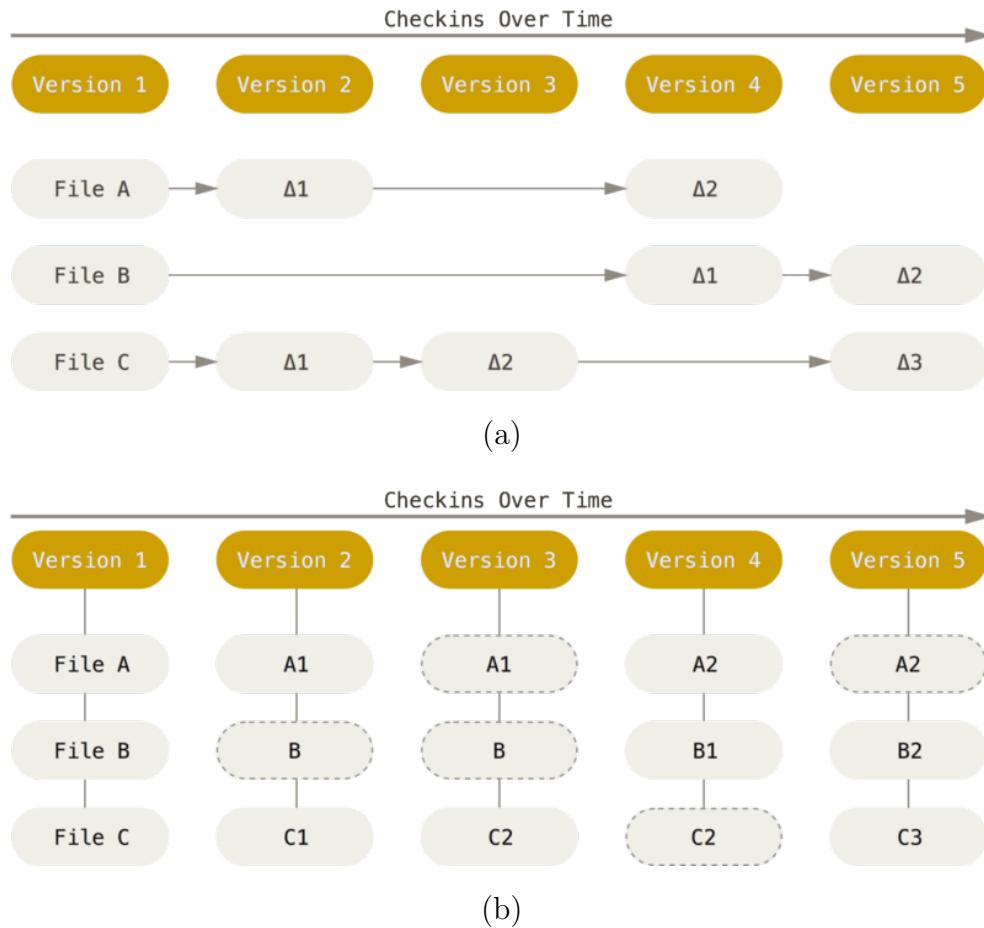 Checkins Over Time
Version 1 Version 2 Version 3 Version 4 Version 5
File A Δ1 Δ2
File B Δ1 Δ2
File C Δ1 Δ2 Δ3
(a)
Checkins Over Time
Version 1 Version 2 Version 3 Version 4 Version 5
File A A1 A1 A2 A2
File B B B B1 B2
File C C1 C2 C2 C3
(b)